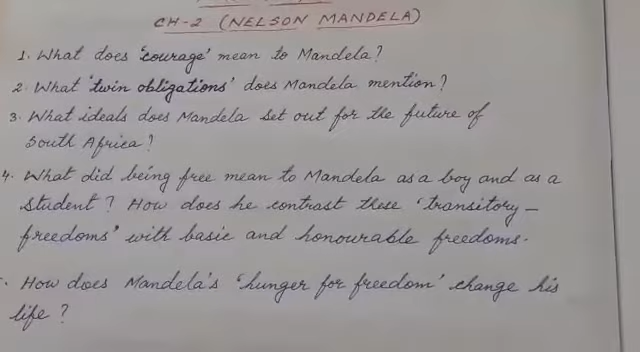 CH-2 (NELSON MANDELA)
1. What does 'courage' mean to Mandela?
2. What 'twin obligations' does Mandela mention?
3. What ideals does Mandela set out for the future of
South Africa?
4. What did being free mean to Mandela as a boy and as a
student? How does he contrast these 'transitory-
freedoms' with basic and honourable freedoms.
How does Mandela's 'hunger for freedom' change his
life?